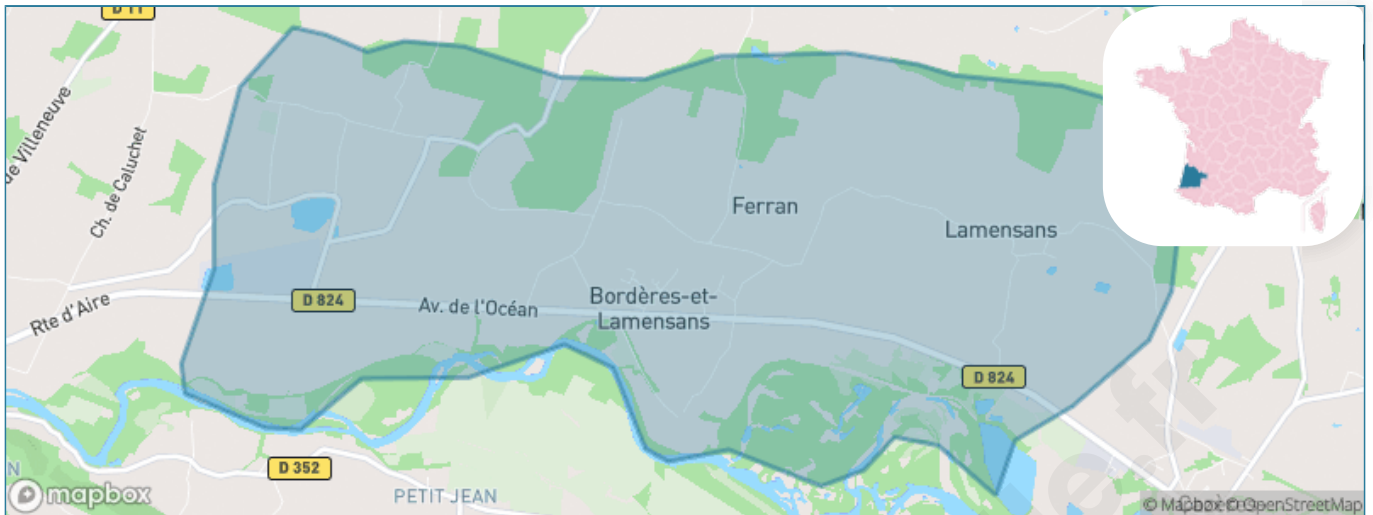 D 11
de Villeneuve
Ch. de Caluchet
Ferran
Lamensans
Bordères-et-
Lamensans
D 824
Av. de l'Océan
Rte d'Aire
D 824
D 352
PETIT JEAN
mapbox
© Mapbox © OpenStreetMap